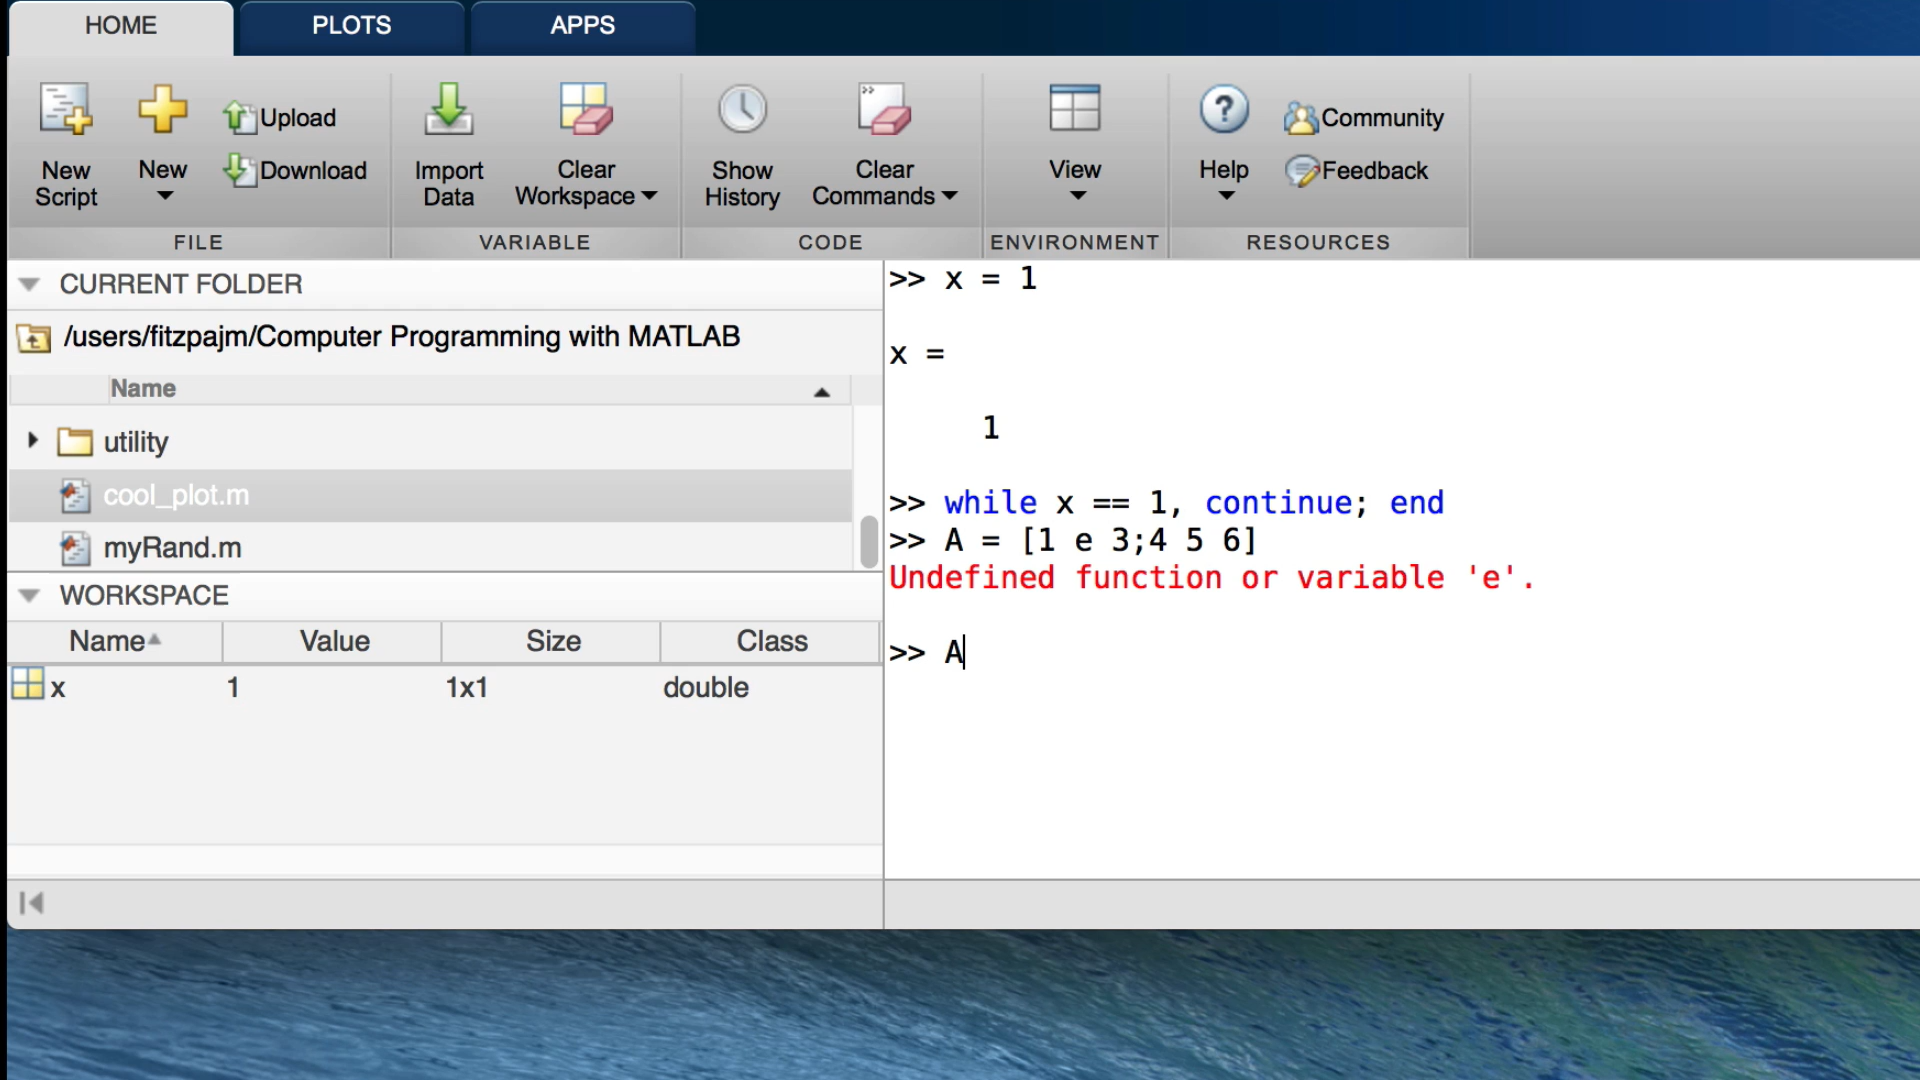 HOME PLOTS APPS
New Script
New
Upload
Download
Import Data
Clear Workspace
Show History
Clear Commands
View
Help
Community
Feedback
FILE VARIABLE CODE ENVIRONMENT RESOURCES
CURRENT FOLDER
/users/fitzpajm/Computer Programming with MATLAB
Name
utility
cool_plot.m
myRand.m
WORKSPACE
Name Value Size Class
x 1 1x1 double
>> x = 1
x =
1
>> while x == 1, continue; end
>> A = [1 e 3;4 5 6]
Undefined function or variable 'e'.
>> A